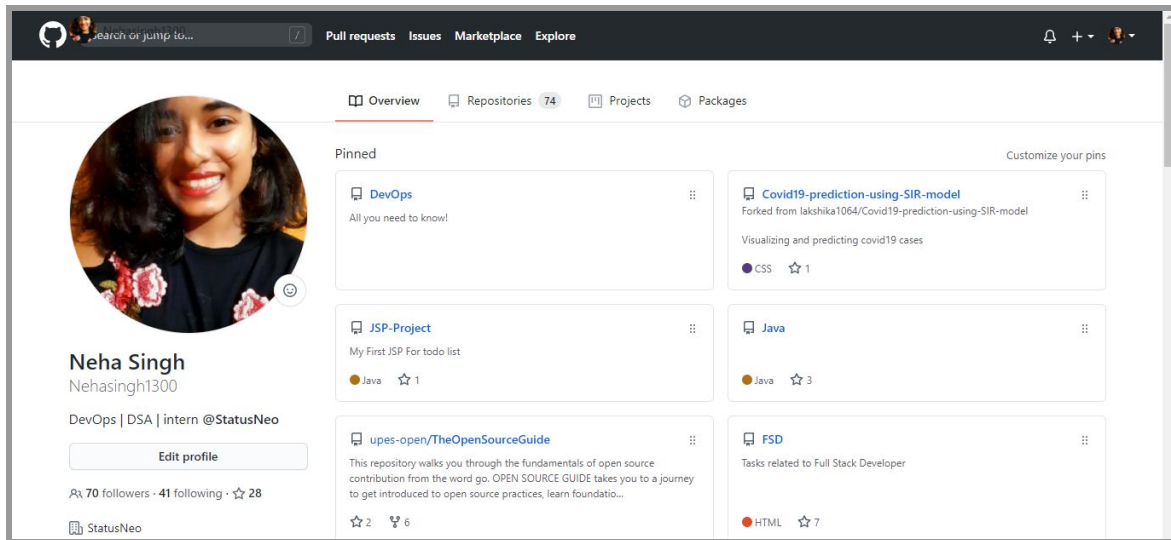 Nehasingh1300
Search or jump to... /
Pull requests Issues Marketplace Explore
Overview Repositories 74 Projects Packages
Pinned
Customize your pins
DevOps
All you need to know!
Covid19-prediction-using-SIR-model
Forked from lakshika1064/Covid19-prediction-using-SIR-model
Visualizing and predicting covid19 cases
CSS 1
JSP-Project
My First JSP For todo list
Java 1
Java
Java 3
Neha Singh
Nehasingh1300
DevOps | DSA | intern @StatusNeo
Edit profile
70 followers · 41 following · 28
StatusNeo
upes-open/TheOpenSourceGuide
This repository walks you through the fundamentals of open source
contribution from the word go. OPEN SOURCE GUIDE takes you to a journey
to get introduced to open source practices, learn foundatio...
2 6
FSD
Tasks related to Full Stack Developer
HTML 7